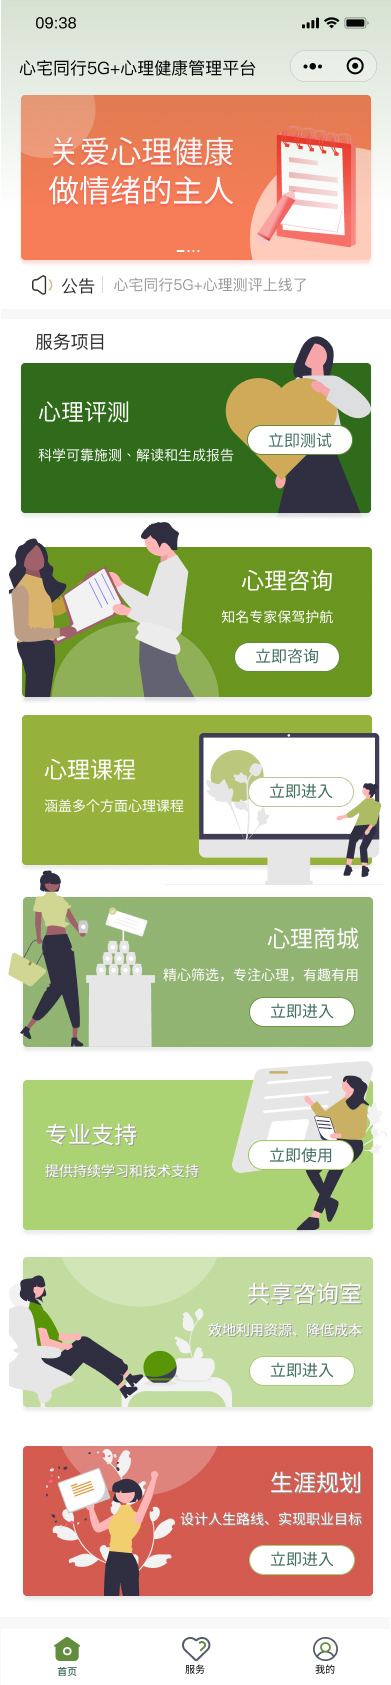 09:38
心宅同行5G+心理健康管理平台
关爱心理健康
做情绪的主人
公告
心宅同行5G+心理测评上线了
服务项目
心理评测
立即测试
科学可靠施测、解读和生成报告
心理咨询
知名专家保驾护航
立即咨询
心理课程
立即进入
涵盖多个方面心理课程
心理商城
精心筛选，专注心理，有趣有用
立即进入
专业支持
立即使用
提供持续学习和技术支持
共享咨询室
效地利用资源、降低成本
立即进入
生涯规划
设计人生路线、实现职业目标
立即进入
首页
服务
我的